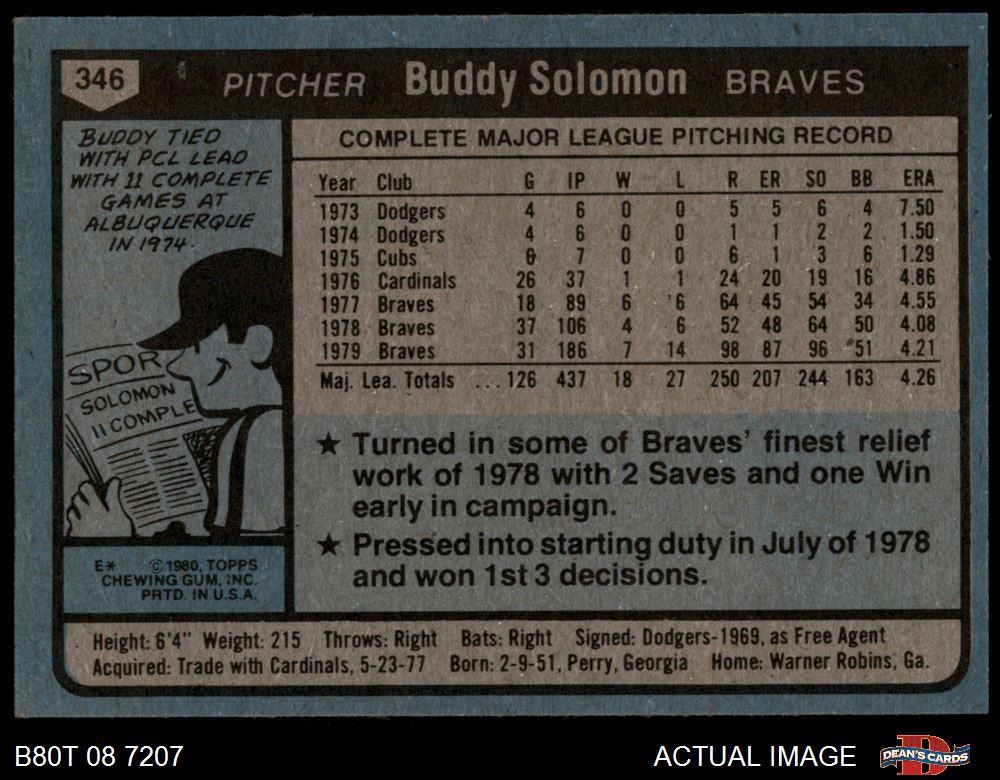 346 PITCHER Buddy Solomon BRAVES
BUDDY TIED
WITH PCL LEAD
WITH 11 COMPLETE
GAMES AT
ALBUQUERQUE
IN 1974.
SPOR
SOLOMON
11 COMPLE
E* ©1980, TOPPS
CHEWING GUM, INC.
PRTD. IN U.S.A.
COMPLETE MAJOR LEAGUE PITCHING RECORD
Year Club G IP W L R ER SO BB ERA
1973 Dodgers 4 6 0 0 5 5 6 4 7.50
1974 Dodgers 4 6 0 0 1 1 2 2 1.50
1975 Cubs 6 7 0 0 6 1 3 6 1.29
1976 Cardinals 26 37 1 1 24 20 19 16 4.86
1977 Braves 18 89 6 6 64 45 54 34 4.55
1978 Braves 37 106 4 6 52 48 64 50 4.08
1979 Braves 31 186 7 14 98 87 96 51 4.21
Maj. Lea. Totals ... 126 437 18 27 250 207 244 163 4.26
★ Turned in some of Braves' finest relief
work of 1978 with 2 Saves and one Win
early in campaign.
★ Pressed into starting duty in July of 1978
and won 1st 3 decisions.
Height: 6'4" Weight: 215 Throws: Right Bats: Right Signed: Dodgers-1969, as Free Agent
Acquired: Trade with Cardinals, 5-23-77 Born: 2-9-51, Perry, Georgia Home: Warner Robins, Ga.
B80T 08 7207 ACTUAL IMAGE DEAN'S CARDS